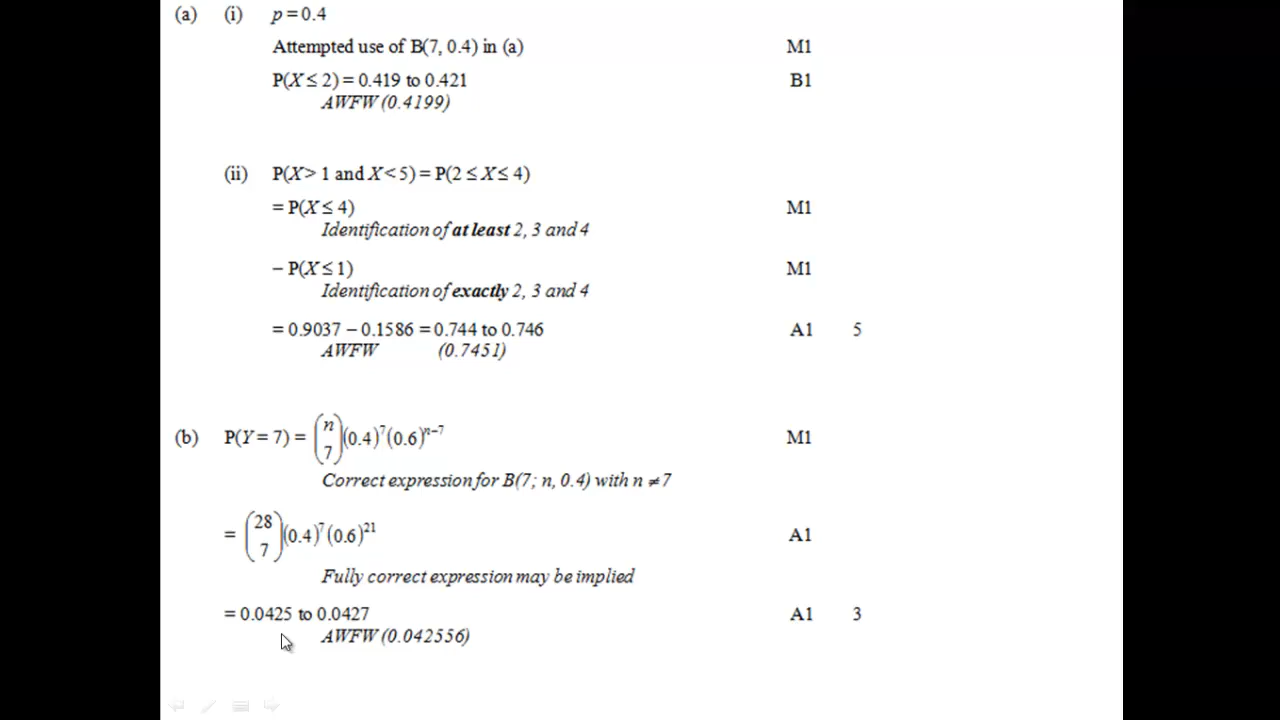 (a) (i) p = 0.4
Attempted use of B(7, 0.4) in (a) M1
P(X ≤ 2) = 0.419 to 0.421 B1
AWFW (0.4199)
(ii) P(X > 1 and X < 5) = P(2 ≤ X ≤ 4)
= P(X ≤ 4) M1
Identification of at least 2, 3 and 4
− P(X ≤ 1) M1
Identification of exactly 2, 3 and 4
= 0.9037 − 0.1586 = 0.744 to 0.746 A1 5
AWFW (0.7451)
(b) P(Y = 7) = (n 7)(0.4)⁷(0.6)ⁿ⁻⁷ M1
Correct expression for B(7; n, 0.4) with n ≠ 7
= (28 7)(0.4)⁷(0.6)²¹ A1
Fully correct expression may be implied
= 0.0425 to 0.0427 A1 3
AWFW (0.042556)